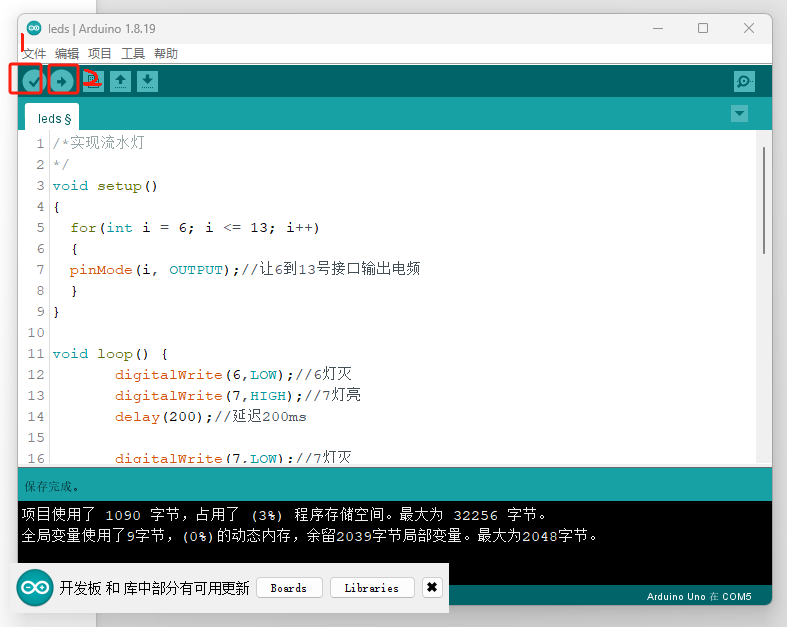 leds | Arduino 1.8.19
文件 编辑 项目 工具 帮助
leds §
1 /*实现流水灯
2 */
3 void setup()
4 {
5 for(int i = 6; i <= 13; i++)
6 {
7 pinMode(i, OUTPUT);//让6到13号接口输出电频
8 }
9 }
10
11 void loop() {
12 digitalWrite(6,LOW);//6灯灭
13 digitalWrite(7,HIGH);//7灯亮
14 delay(200);//延迟200ms
15
16 digitalWrite(7,LOW);//7灯灭
保存完成。
项目使用了 1090 字节，占用了 (3%) 程序存储空间。最大为 32256 字节。
全局变量使用了9字节，(0%)的动态内存，余留2039字节局部变量。最大为2048字节。
开发板 和 库中部分有可用更新 Boards Libraries
Arduino Uno 在 COM5